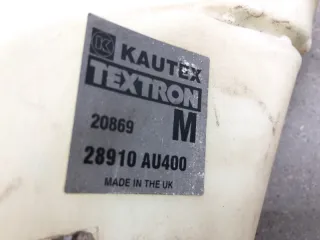 K KAUTEX
TEXTRON
20869 M
28910 AU400
MADE IN THE UK